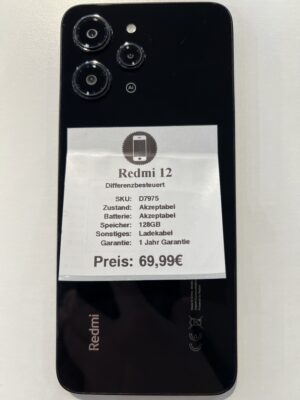 AI
Redmi 12
Differenzbesteuert
SKU: D7975
Zustand: Akzeptabel
Batterie: Akzeptabel
Speicher: 128GB
Sonstiges: Ladekabel
Garantie: 1 Jahr Garantie
Preis: 69,99€
Redmi